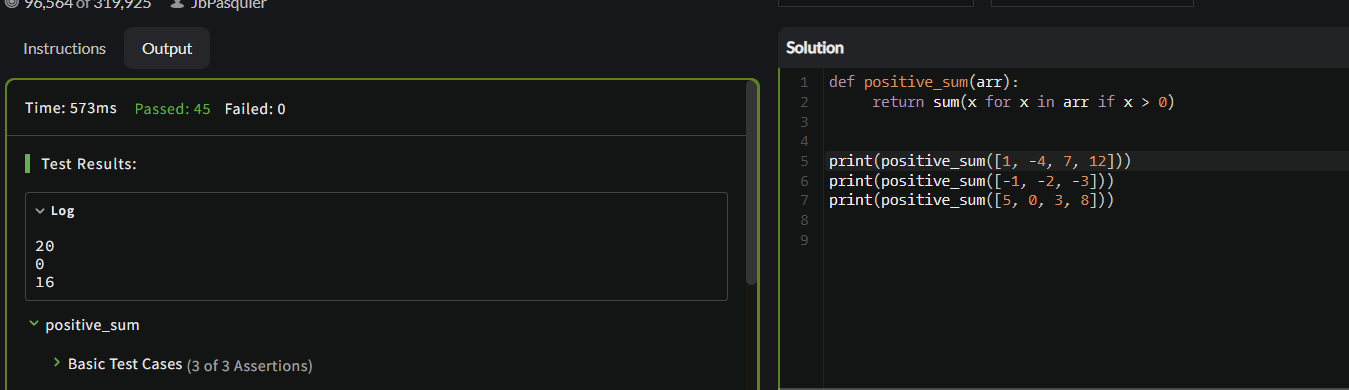 96,564 of 319,925 JbPasquier
Instructions Output
Time: 573ms Passed: 45 Failed: 0
Test Results:
Log
20
0
16
positive_sum
Basic Test Cases (3 of 3 Assertions)
Solution
1 def positive_sum(arr):
2     return sum(x for x in arr if x > 0)
3
4
5 print(positive_sum([1, -4, 7, 12]))
6 print(positive_sum([-1, -2, -3]))
7 print(positive_sum([5, 0, 3, 8]))
8
9